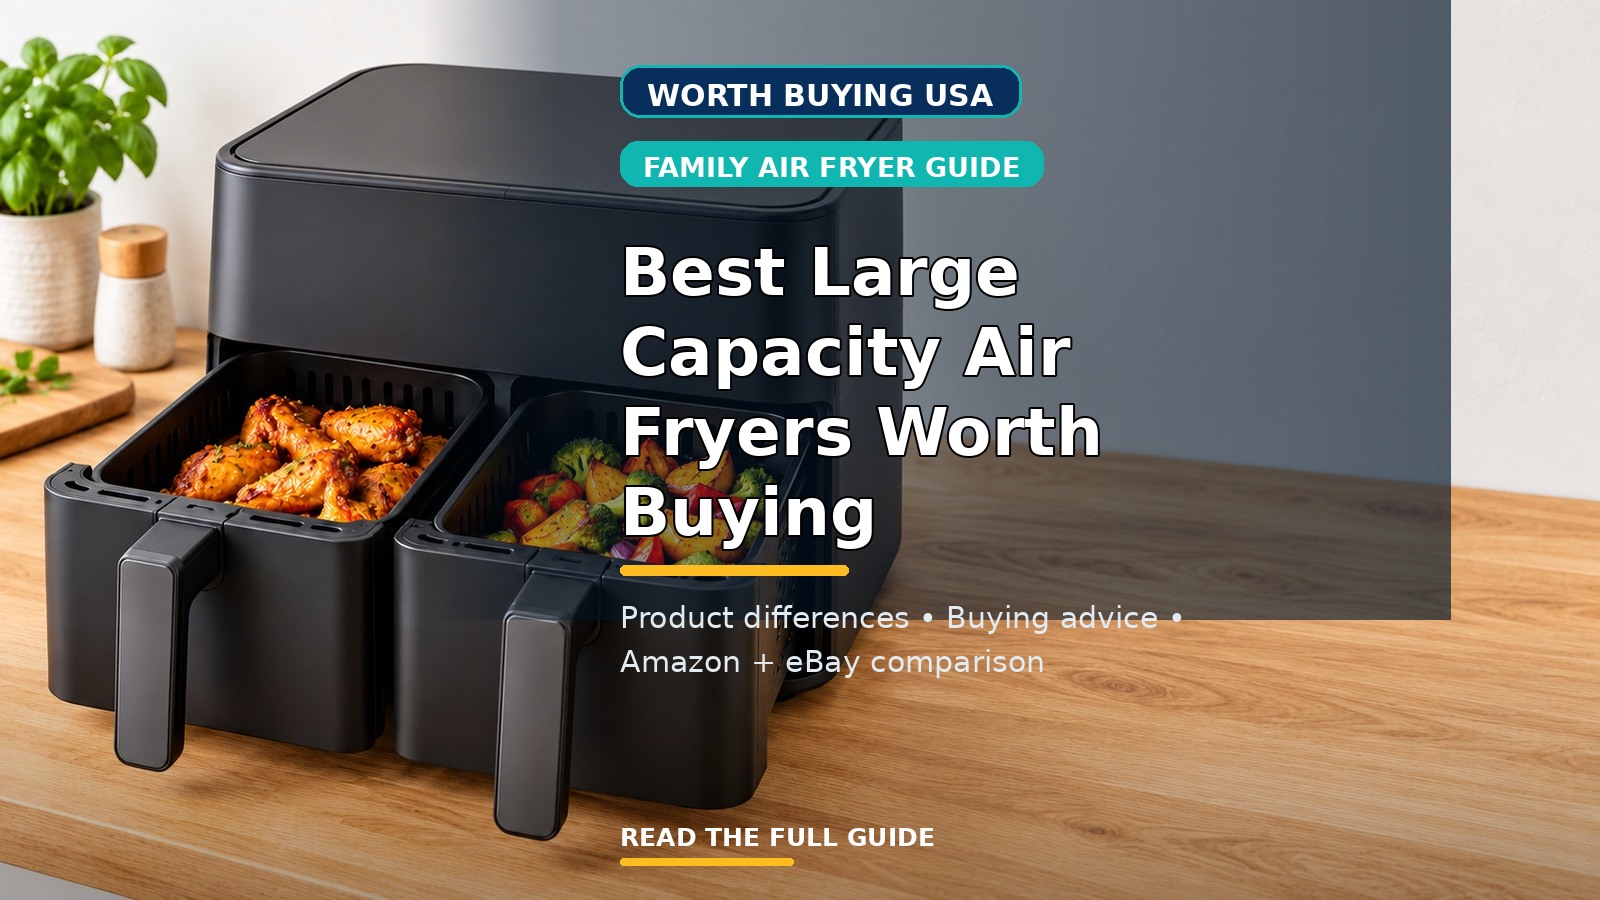 WORTH BUYING USA
FAMILY AIR FRYER GUIDE
Best Large
Capacity Air
Fryers Worth
Buying
Product differences • Buying advice •
Amazon + eBay comparison
READ THE FULL GUIDE